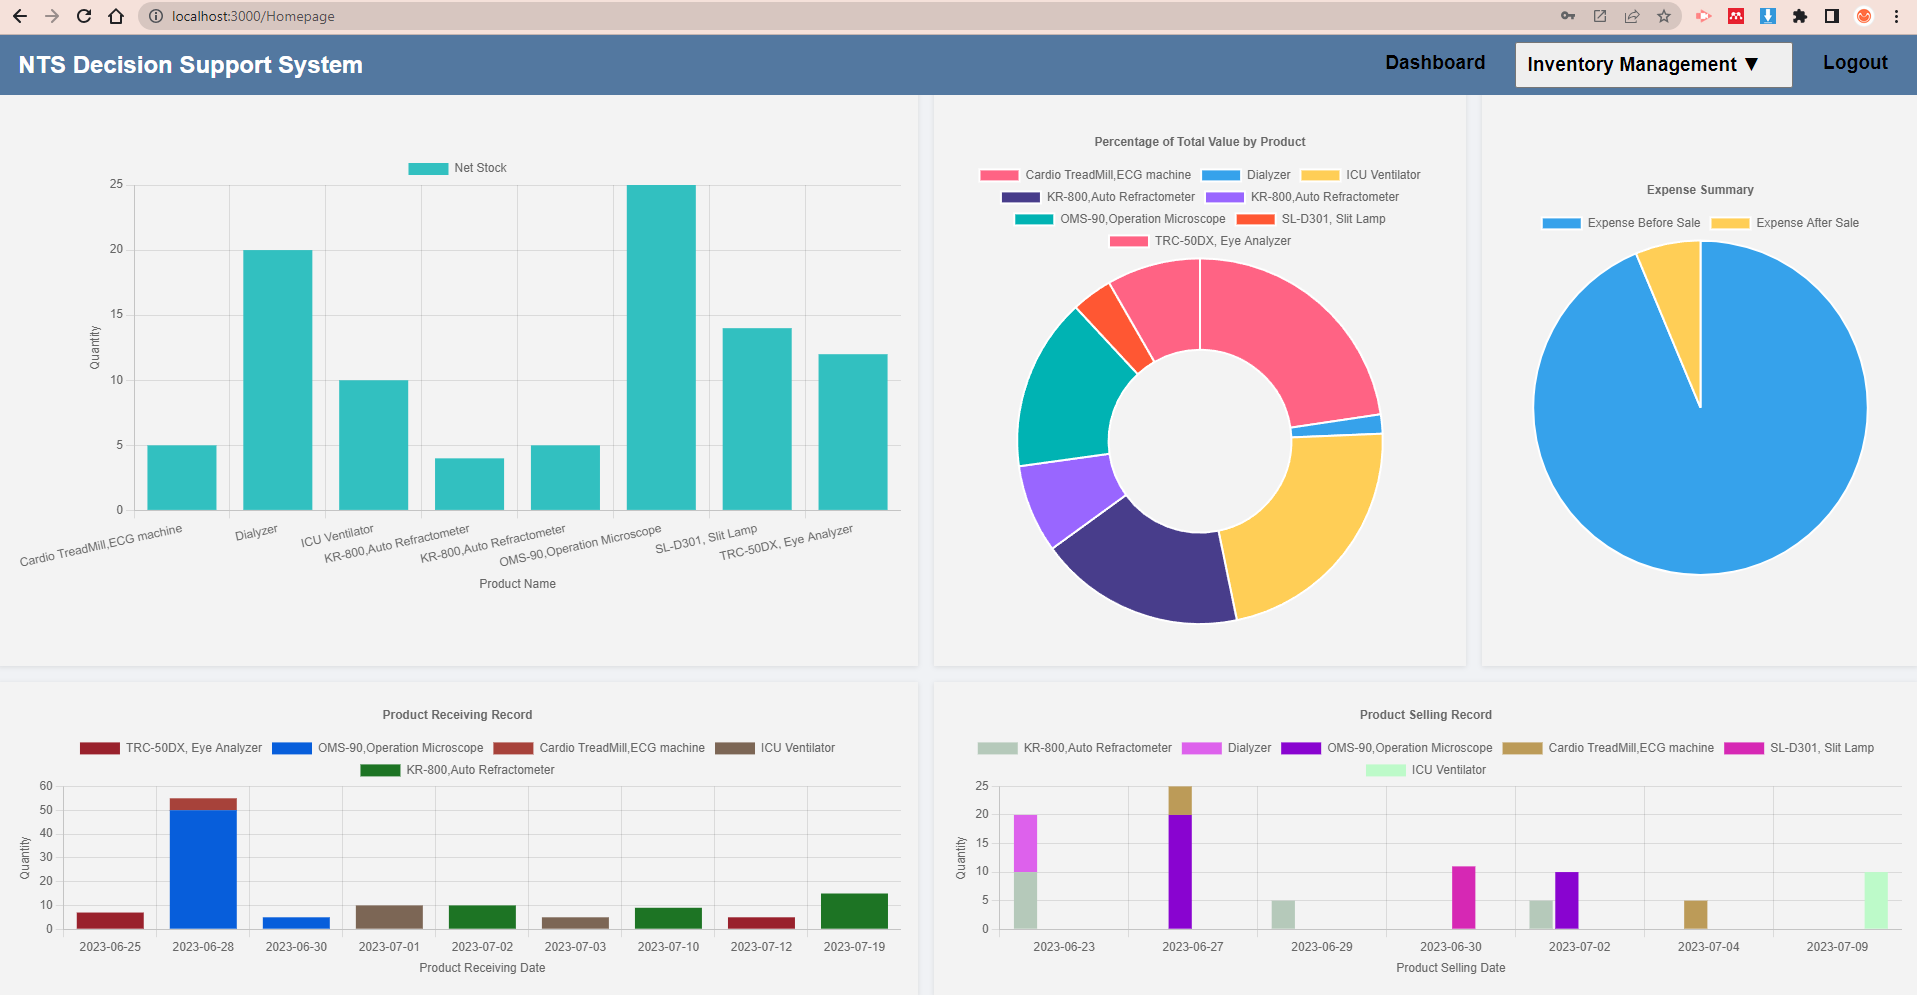 localhost:3000/Homepage
NTS Decision Support System
Dashboard
Inventory Management ▼
Logout
Net Stock
25
20
15
10
5
0
Quantity
Cardio TreadMill,ECG machine
Dialyzer
ICU Ventilator
KR-800,Auto Refractometer
KR-800,Auto Refractometer
OMS-90,Operation Microscope
SL-D301, Slit Lamp
TRC-50DX, Eye Analyzer
Product Name
Percentage of Total Value by Product
Cardio TreadMill,ECG machine Dialyzer ICU Ventilator
KR-800,Auto Refractometer KR-800,Auto Refractometer
OMS-90,Operation Microscope SL-D301, Slit Lamp
TRC-50DX, Eye Analyzer
Expense Summary
Expense Before Sale Expense After Sale
Product Receiving Record
TRC-50DX, Eye Analyzer OMS-90,Operation Microscope Cardio TreadMill,ECG machine ICU Ventilator
KR-800,Auto Refractometer
60
50
40
30
20
10
0
Quantity
2023-06-25 2023-06-28 2023-06-30 2023-07-01 2023-07-02 2023-07-03 2023-07-10 2023-07-12 2023-07-19
Product Receiving Date
Product Selling Record
KR-800,Auto Refractometer Dialyzer OMS-90,Operation Microscope Cardio TreadMill,ECG machine SL-D301, Slit Lamp
ICU Ventilator
25
20
15
10
5
0
Quantity
2023-06-23 2023-06-27 2023-06-29 2023-06-30 2023-07-02 2023-07-04 2023-07-09
Product Selling Date